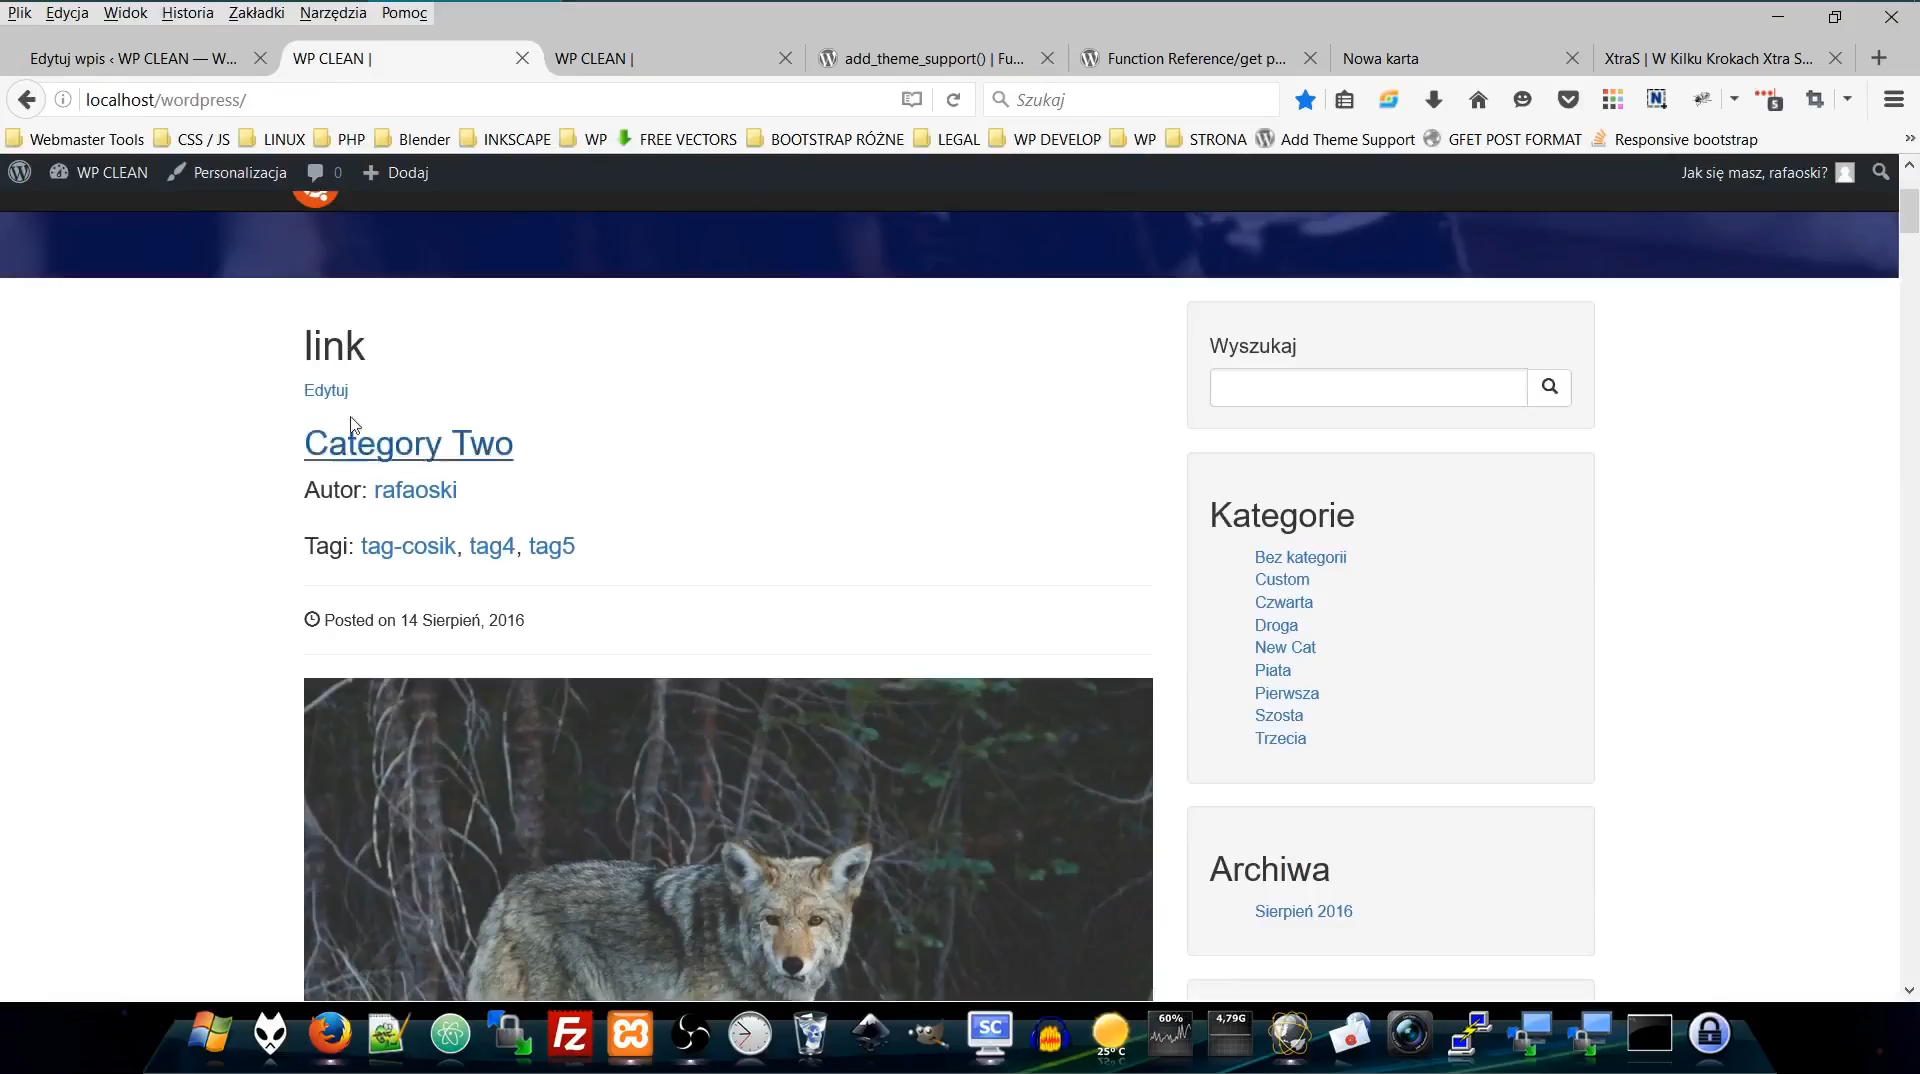 Plik Edycja Widok Historia Zakładki Narzędzia Pomoc
Edytuj wpis ‹ WP CLEAN — W... WP CLEAN | WP CLEAN | add_theme_support() | Fu... Function Reference/get p... Nowa karta XtraS | W Kilku Krokach Xtra S...
localhost/wordpress/ Szukaj 5
Webmaster Tools CSS / JS LINUX PHP Blender INKSCAPE WP FREE VECTORS BOOTSTRAP RÓŻNE LEGAL WP DEVELOP WP STRONA Add Theme Support GFET POST FORMAT Responsive bootstrap »
WP CLEAN Personalizacja 0 Dodaj Jak się masz, rafaoski?
link
Edytuj
Category Two
Autor: rafaoski
Tagi: tag-cosik, tag4, tag5
Posted on 14 Sierpień, 2016
Wyszukaj
Kategorie
Bez kategorii
Custom
Czwarta
Droga
New Cat
Piata
Pierwsza
Szosta
Trzecia
Archiwa
Sierpień 2016
Fz SC 25° C 60% 4,79G